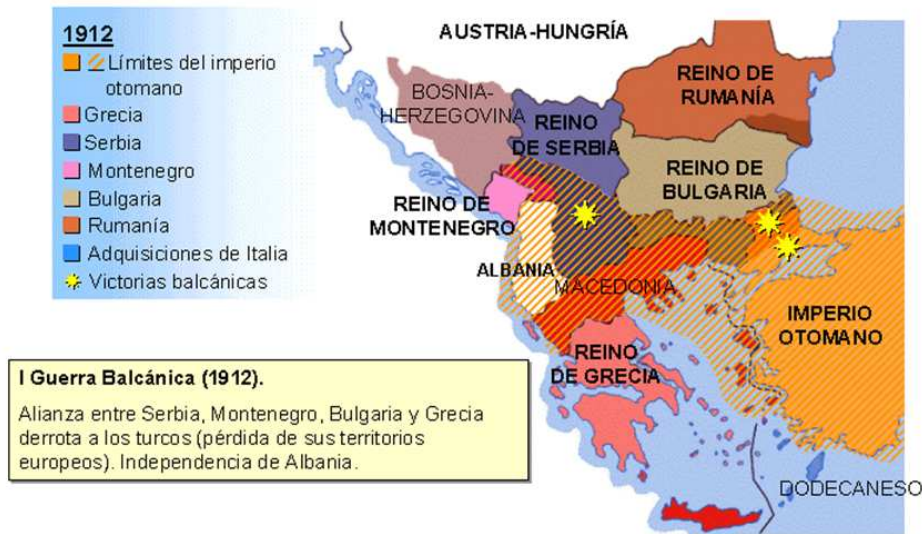 1912
Límites del imperio
otomano
Grecia
Serbia
Montenegro
Bulgaria
Rumanía
Adquisiciones de Italia
Victorias balcánicas
AUSTRIA-HUNGRÍA
REINO DE
RUMANÍA
BOSNIA-
HERZEGOVINA
REINO
DE SERBIA
REINO DE
BULGARIA
REINO DE
MONTENEGRO
ALBANIA
MACEDONIA
IMPERIO
OTOMANO
REINO
DE GRECIA
DODECANESO
I Guerra Balcánica (1912).
Alianza entre Serbia, Montenegro, Bulgaria y Grecia
derrota a los turcos (pérdida de sus territorios
europeos). Independencia de Albania.